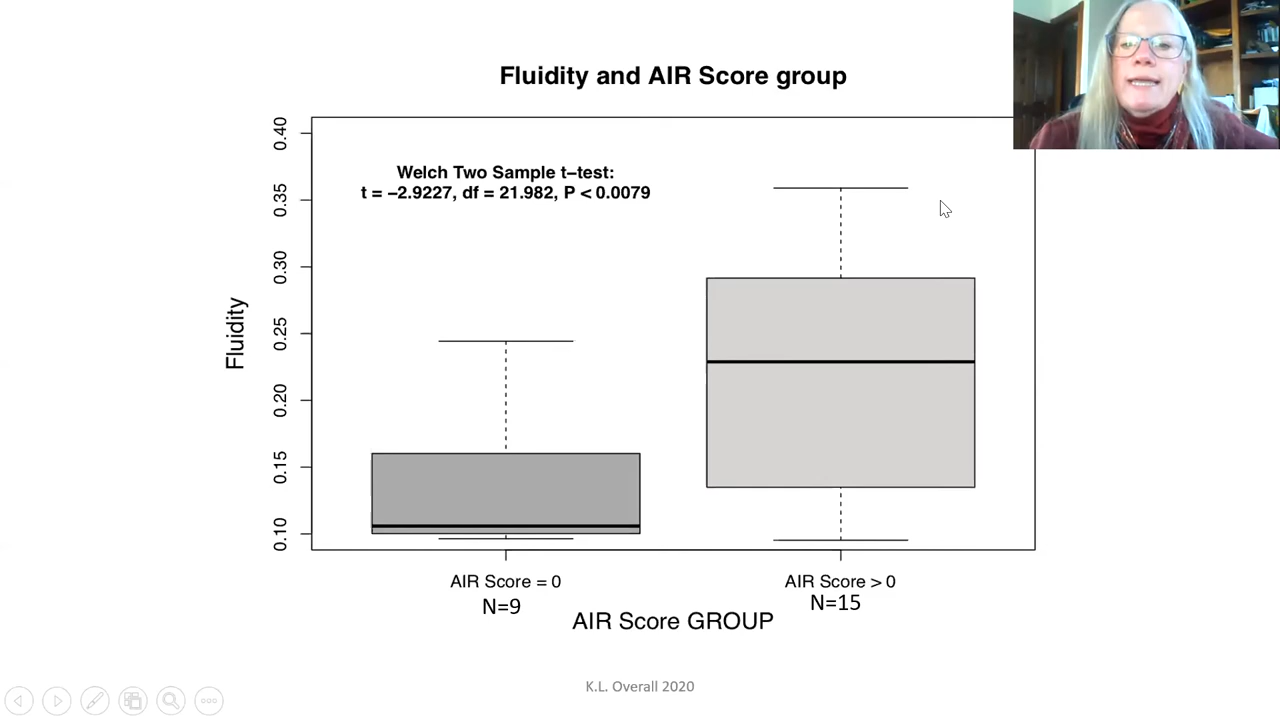 Fluidity and AIR Score group
Welch Two Sample t−test:
t = −2.9227, df = 21.982, P < 0.0079
Fluidity
0.40
0.35
0.30
0.25
0.20
0.15
0.10
AIR Score = 0
AIR Score > 0
N=9
N=15
AIR Score GROUP
K.L. Overall 2020